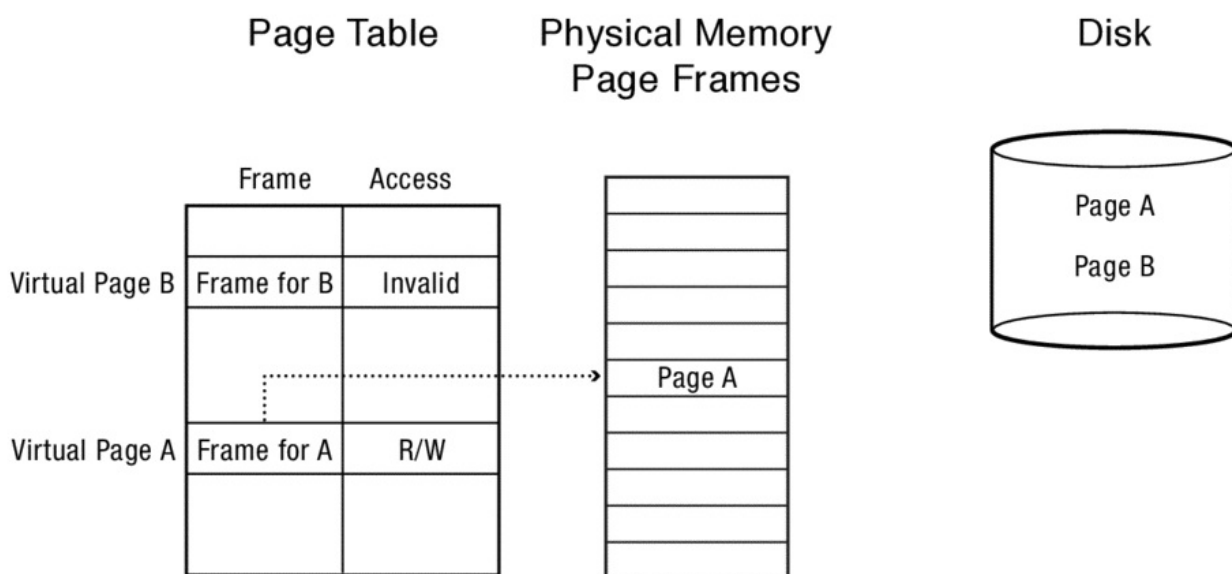 Page Table
Physical Memory
Page Frames
Disk
Frame
Access
Virtual Page B
Frame for B
Invalid
Page A
Virtual Page A
Frame for A
R/W
Page A
Page B